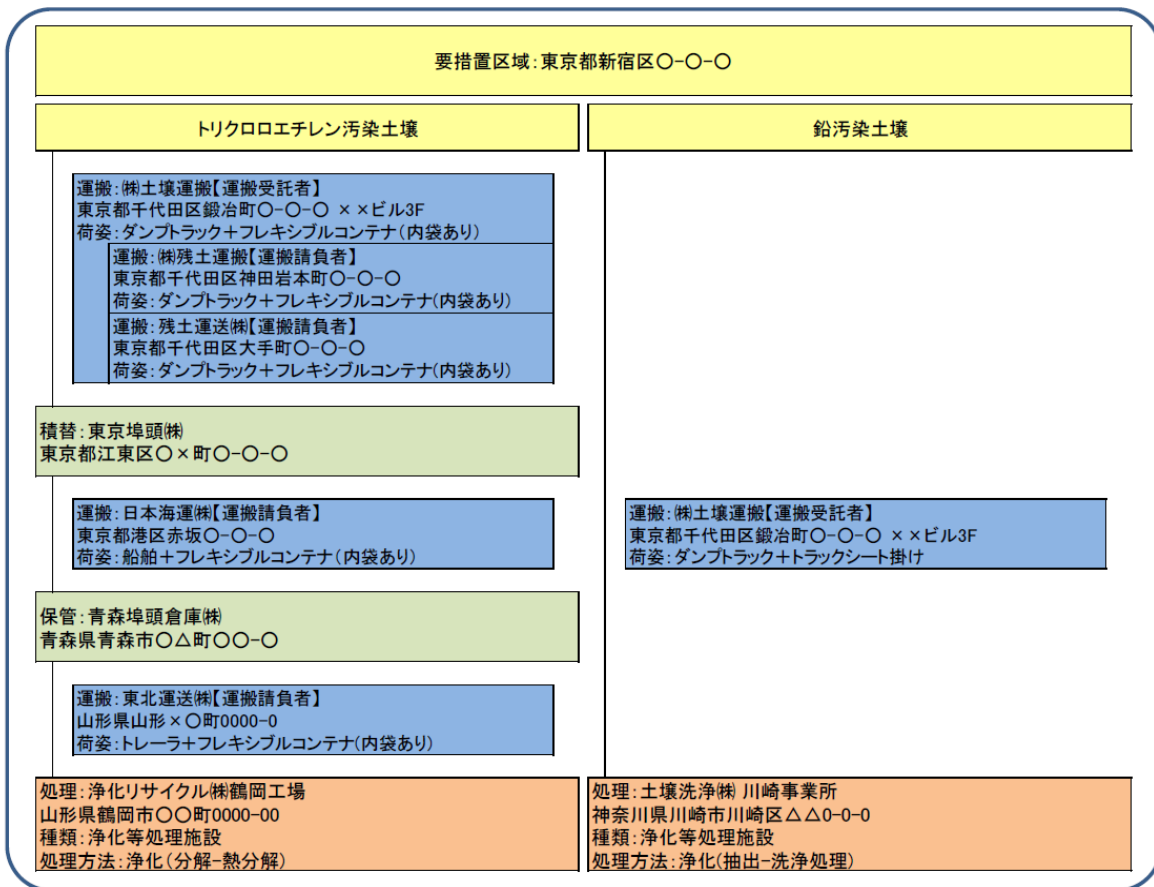 要措置区域:東京都新宿区〇-〇-〇
トリクロロエチレン汚染土壌
運搬:㈱土壌運搬【運搬受託者】
東京都千代田区鍛冶町〇-〇-〇 ××ビル3F
荷姿:ダンプトラック+フレキシブルコンテナ(内袋あり)
運搬:㈱残土運搬【運搬請負者】
東京都千代田区神田岩本町〇-〇-〇
荷姿:ダンプトラック+フレキシブルコンテナ(内袋あり)
運搬:残土運送㈱【運搬請負者】
東京都千代田区大手町〇-〇-〇
荷姿:ダンプトラック+フレキシブルコンテナ(内袋あり)
積替:東京埠頭㈱
東京都江東区〇×町〇-〇-〇
運搬:日本海運㈱【運搬請負者】
東京都港区赤坂〇-〇-〇
荷姿:船舶+フレキシブルコンテナ(内袋あり)
保管:青森埠頭倉庫㈱
青森県青森市〇△町〇〇-〇
運搬:東北運送㈱【運搬請負者】
山形県山形×〇町0000-0
荷姿:トレーラ+フレキシブルコンテナ(内袋あり)
処理:浄化リサイクル㈱鶴岡工場
山形県鶴岡市〇〇町0000-00
種類:浄化等処理施設
処理方法:浄化(分解-熱分解)
鉛汚染土壌
運搬:㈱土壌運搬【運搬受託者】
東京都千代田区鍛冶町〇-〇-〇 ××ビル3F
荷姿:ダンプトラック+トラックシート掛け
処理:土壌洗浄㈱ 川崎事業所
神奈川県川崎市川崎区△△0-0-0
種類:浄化等処理施設
処理方法:浄化(抽出-洗浄処理)